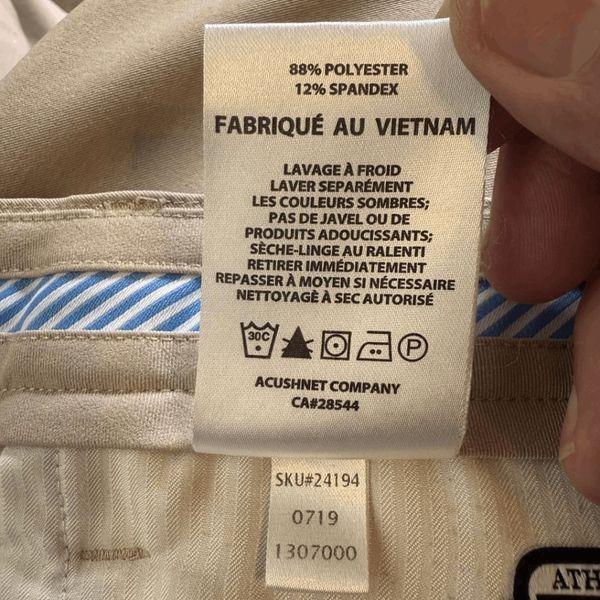 88% POLYESTER
12% SPANDEX
FABRIQUÉ AU VIETNAM
LAVAGE À FROID
LAVER SEPARÉMENT
LES COULEURS SOMBRES;
PAS DE JAVEL OU DE
PRODUITS ADOUCISSANTS;
SÈCHE-LINGE AU RALENTI
RETIRER IMMÉDIATEMENT
REPASSER À MOYEN SI NÉCESSAIRE
NETTOYAGE À SEC AUTORISÉ
30C P
ACUSHNET COMPANY
CA#28544
SKU#24194
0719
1307000
ATH